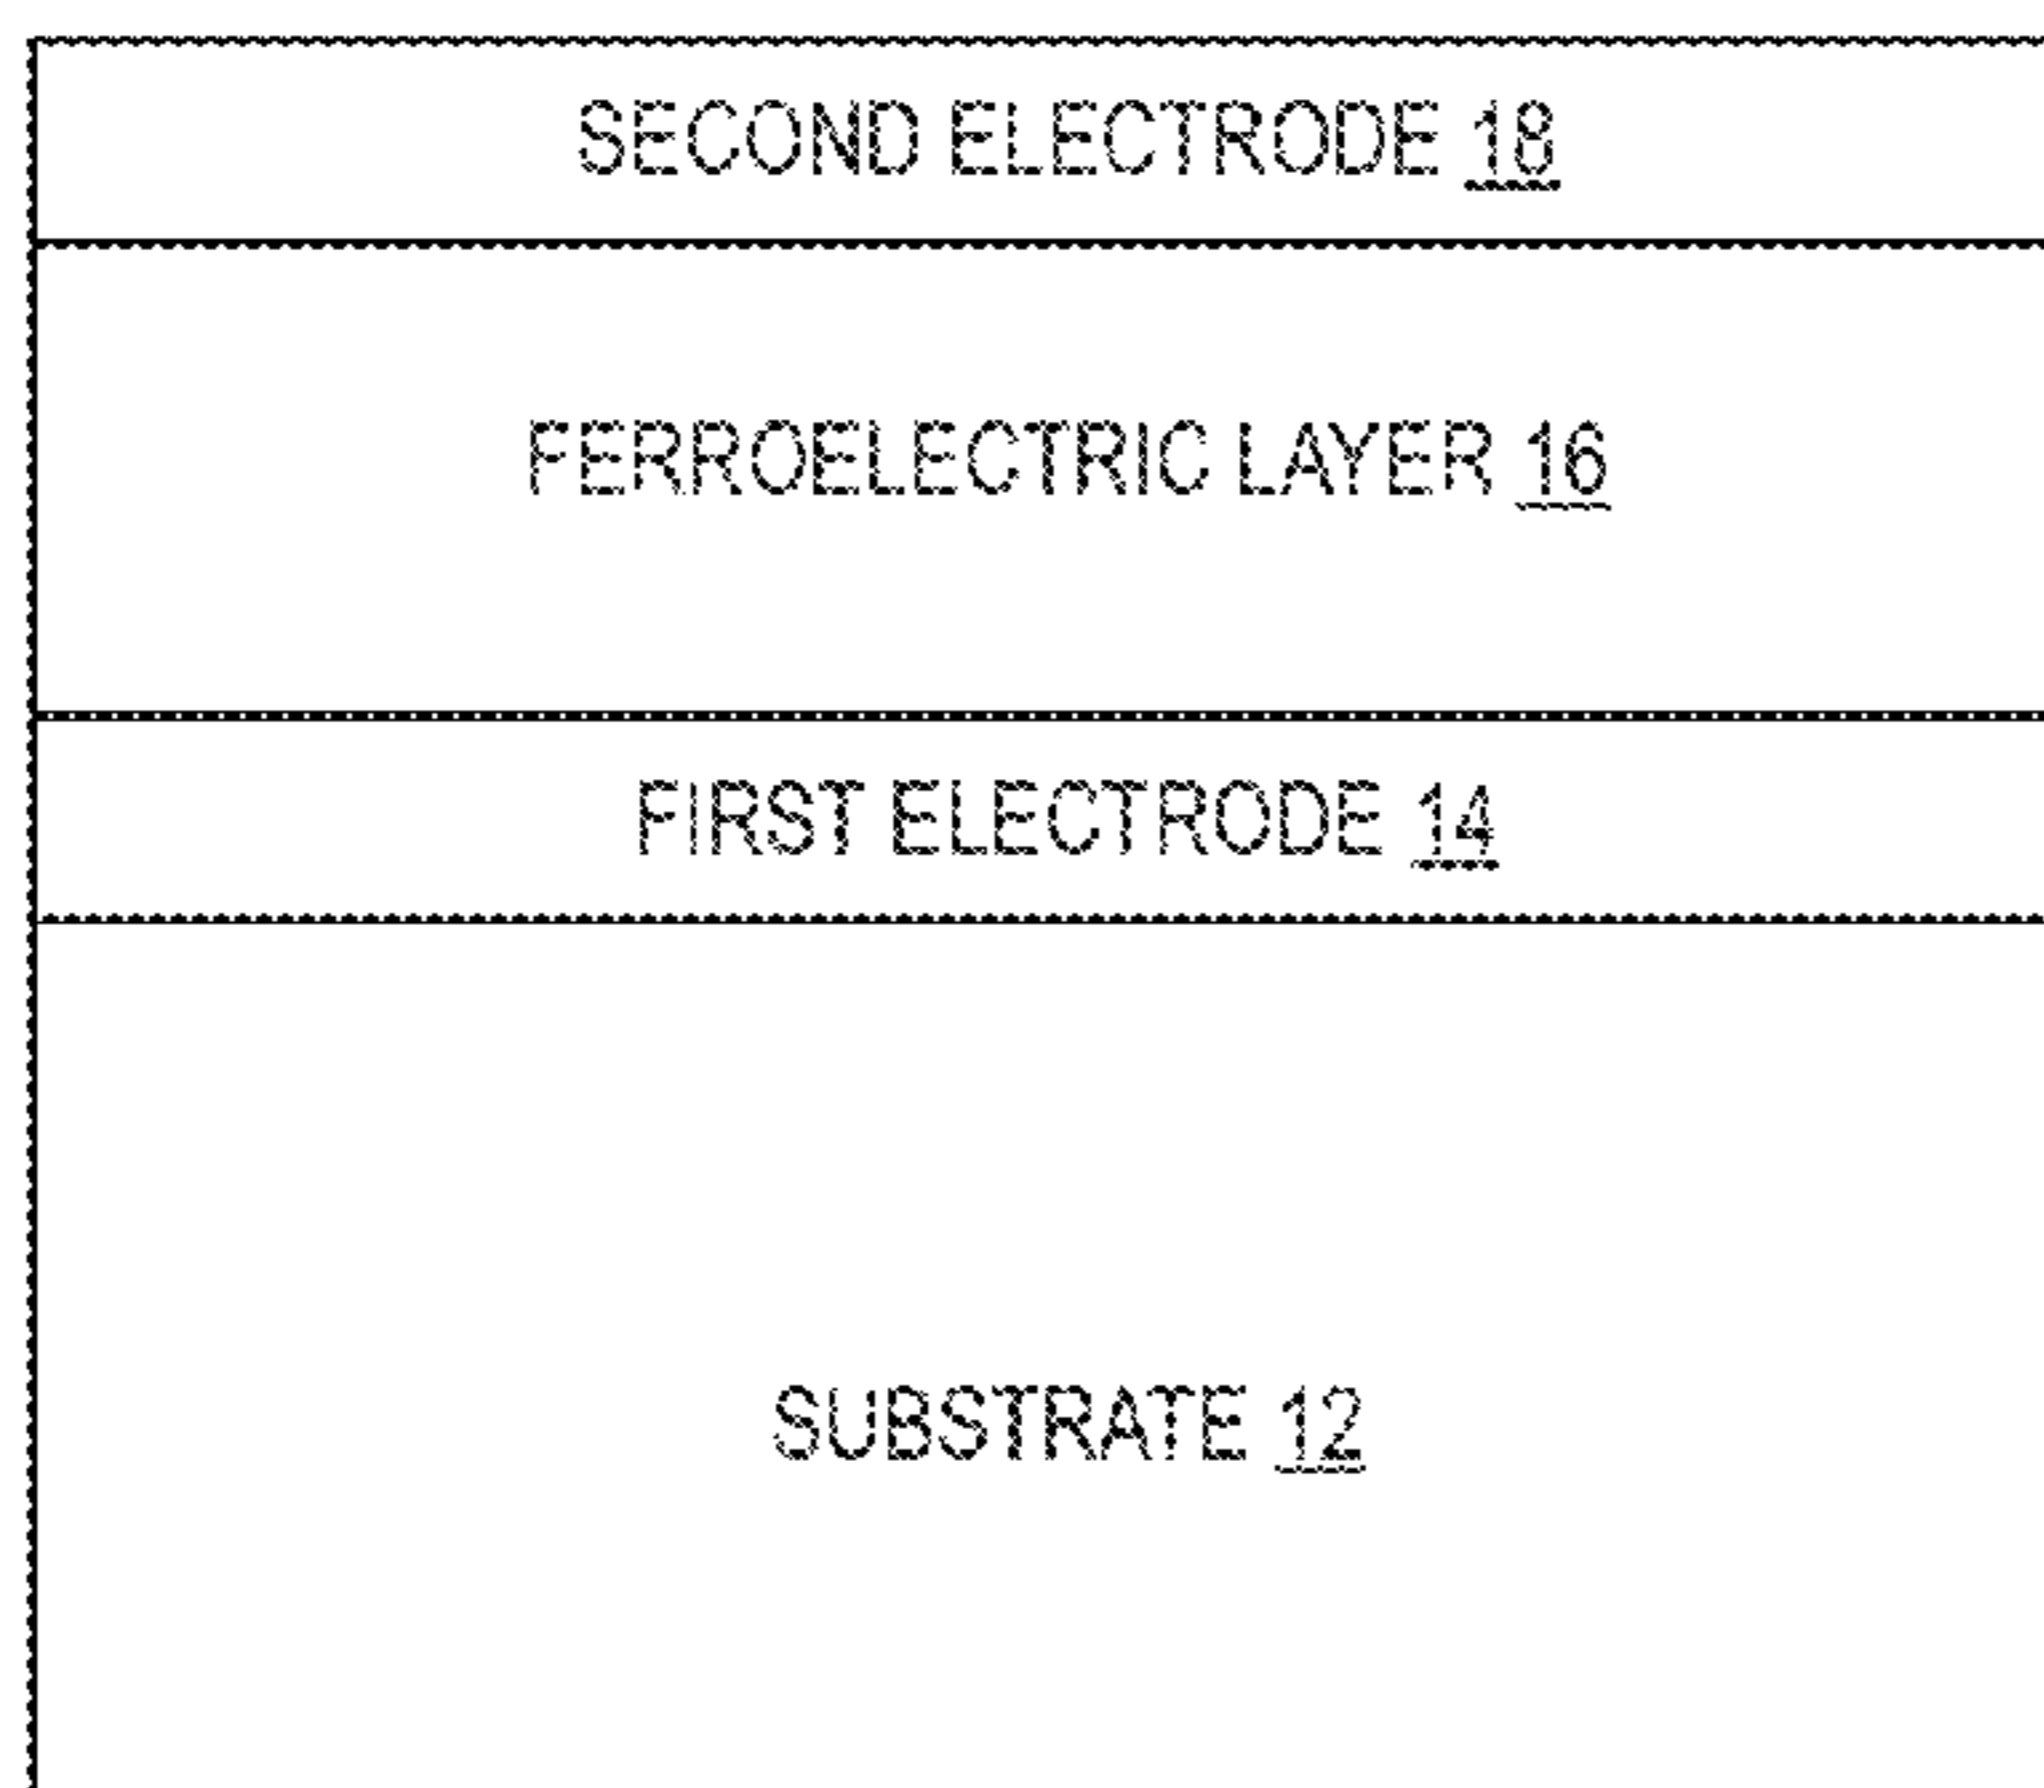 SECOND ELECTRODE 18
FERROELECTRIC LAYER 16
FIRST ELECTRODE 14
SUBSTRATE 12